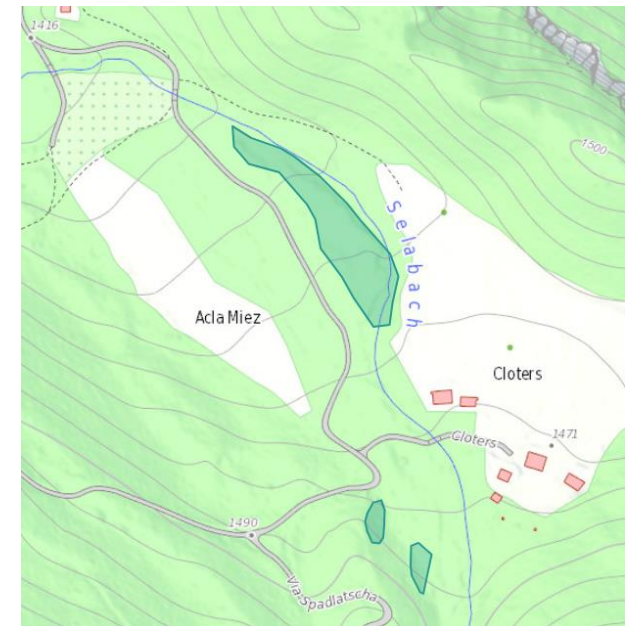 1416
1500
Selabach
Acla Miez
Cloters
Cloters
1471
1490
Via Spadlatscha